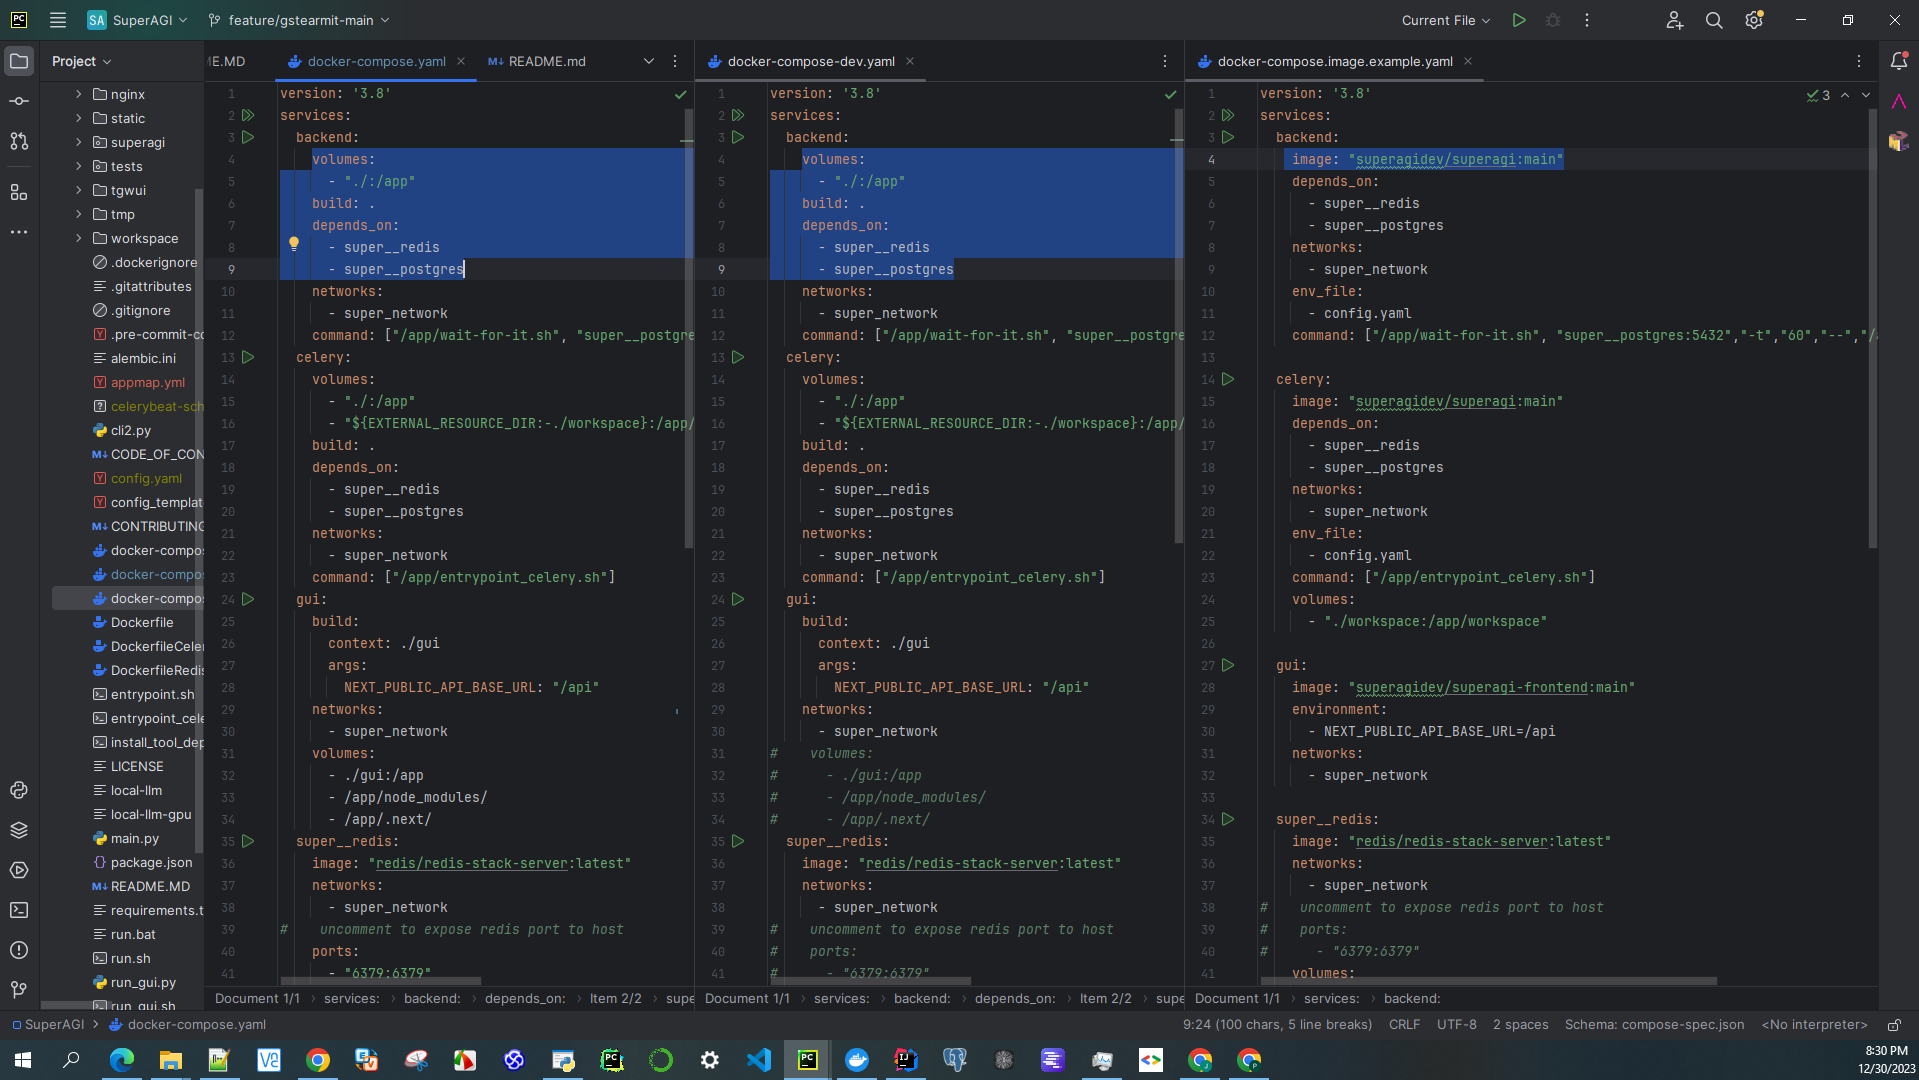 PC
SA SuperAGI
feature/gstearmit-main
Current File
Project
ME.MD
docker-compose.yaml
README.md
docker-compose-dev.yaml
docker-compose.image.example.yaml
nginx
static
superagi
tests
tgwui
tmp
workspace
.dockerignore
.gitattributes
.gitignore
.pre-commit-co
alembic.ini
appmap.yml
celerybeat-sch
cli2.py
CODE_OF_CON
config.yaml
config_templat
CONTRIBUTING
docker-compos
docker-compos
docker-compos
Dockerfile
DockerfileCeler
DockerfileRedis
entrypoint.sh
entrypoint_cele
install_tool_dep
LICENSE
local-llm
local-llm-gpu
main.py
package.json
README.MD
requirements.t
run.bat
run.sh
run_gui.py
run_gui.sh
1 version: '3.8'
2 services:
3 backend:
4 volumes:
5 - "./:/app"
6 build: .
7 depends_on:
8 - super__redis
9 - super__postgres
10 networks:
11 - super_network
12 command: ["/app/wait-for-it.sh", "super__postgre
13 celery:
14 volumes:
15 - "./:/app"
16 - "${EXTERNAL_RESOURCE_DIR:-./workspace}:/app/
17 build: .
18 depends_on:
19 - super__redis
20 - super__postgres
21 networks:
22 - super_network
23 command: ["/app/entrypoint_celery.sh"]
24 gui:
25 build:
26 context: ./gui
27 args:
28 NEXT_PUBLIC_API_BASE_URL: "/api"
29 networks:
30 - super_network
31 volumes:
32 - ./gui:/app
33 - /app/node_modules/
34 - /app/.next/
35 super__redis:
36 image: "redis/redis-stack-server:latest"
37 networks:
38 - super_network
39 # uncomment to expose redis port to host
40 ports:
41 - "6379:6379"
Document 1/1 › services: › backend: › depends_on: › Item 2/2 › supe
1 version: '3.8'
2 services:
3 backend:
4 volumes:
5 - "./:/app"
6 build: .
7 depends_on:
8 - super__redis
9 - super__postgres
10 networks:
11 - super_network
12 command: ["/app/wait-for-it.sh", "super__postgre
13 celery:
14 volumes:
15 - "./:/app"
16 - "${EXTERNAL_RESOURCE_DIR:-./workspace}:/app/
17 build: .
18 depends_on:
19 - super__redis
20 - super__postgres
21 networks:
22 - super_network
23 command: ["/app/entrypoint_celery.sh"]
24 gui:
25 build:
26 context: ./gui
27 args:
28 NEXT_PUBLIC_API_BASE_URL: "/api"
29 networks:
30 - super_network
31 # volumes:
32 # - ./gui:/app
33 # - /app/node_modules/
34 # - /app/.next/
35 super__redis:
36 image: "redis/redis-stack-server:latest"
37 networks:
38 - super_network
39 # uncomment to expose redis port to host
40 # ports:
41 # - "6379:6379"
Document 1/1 › services: › backend: › depends_on: › Item 2/2 › supe
3
1 version: '3.8'
2 services:
3 backend:
4 image: "superagidev/superagi:main"
5 depends_on:
6 - super__redis
7 - super__postgres
8 networks:
9 - super_network
10 env_file:
11 - config.yaml
12 command: ["/app/wait-for-it.sh", "super__postgres:5432","-t","60","--","/a
13
14 celery:
15 image: "superagidev/superagi:main"
16 depends_on:
17 - super__redis
18 - super__postgres
19 networks:
20 - super_network
21 env_file:
22 - config.yaml
23 command: ["/app/entrypoint_celery.sh"]
24 volumes:
25 - "./workspace:/app/workspace"
26
27 gui:
28 image: "superagidev/superagi-frontend:main"
29 environment:
30 - NEXT_PUBLIC_API_BASE_URL=/api
31 networks:
32 - super_network
33
34 super__redis:
35 image: "redis/redis-stack-server:latest"
36 networks:
37 - super_network
38 # uncomment to expose redis port to host
39 # ports:
40 # - "6379:6379"
41 volumes:
Document 1/1 › services: › backend:
SuperAGI › docker-compose.yaml
9:24 (100 chars, 5 line breaks) CRLF UTF-8 2 spaces Schema: compose-spec.json <No interpreter>
8:30 PM
12/30/2023